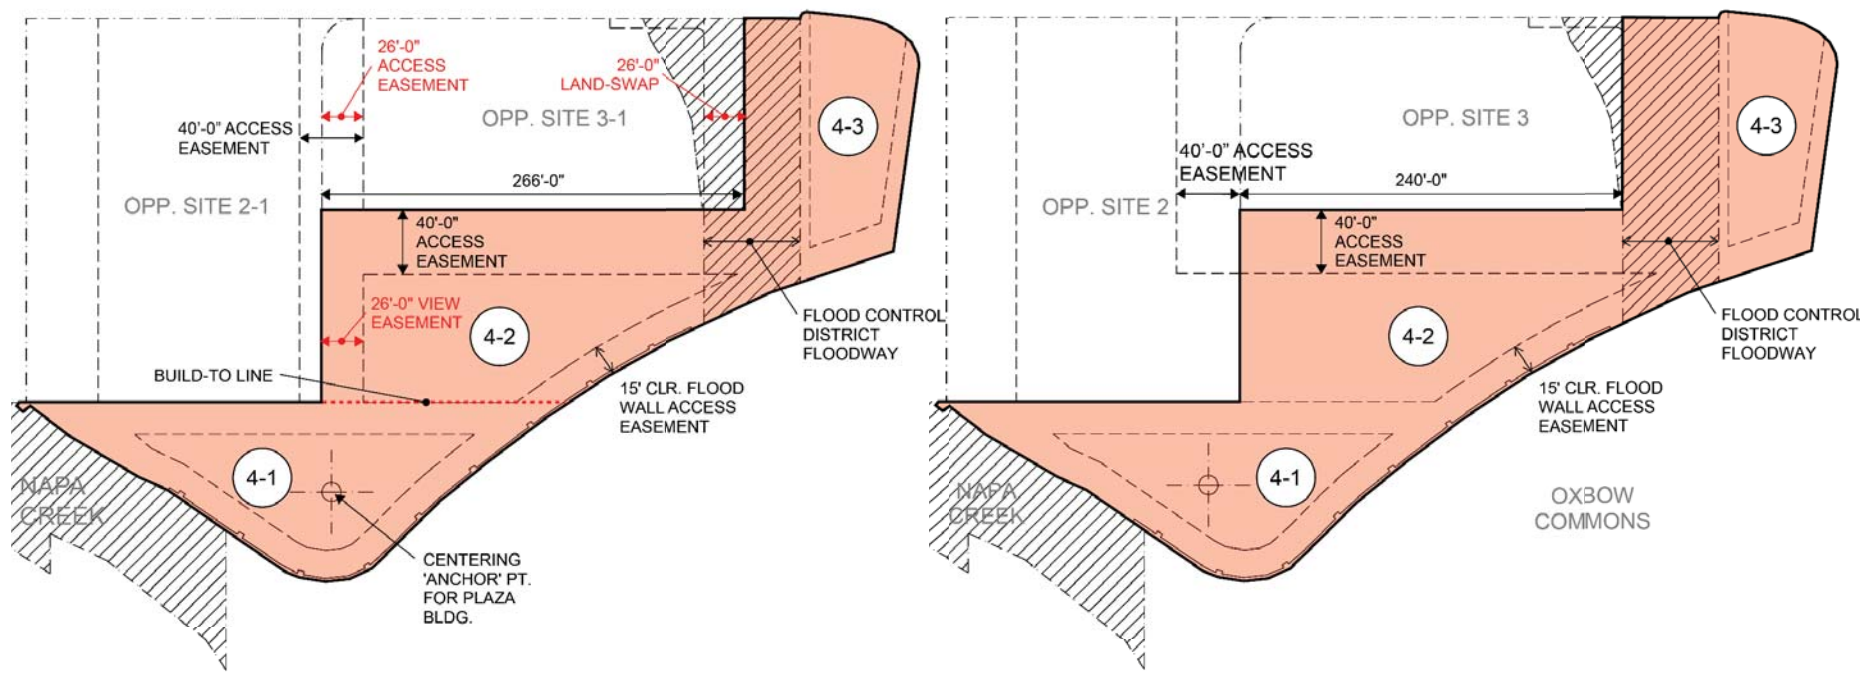 26'-0"
ACCESS
EASEMENT
26'-0"
LAND-SWAP
OPP. SITE 3-1
4-3
40'-0" ACCESS
EASEMENT
266'-0"
OPP. SITE 2-1
40'-0"
ACCESS
EASEMENT
26'-0" VIEW
EASEMENT
4-2
FLOOD CONTROL
DISTRICT
FLOODWAY
BUILD-TO LINE
15' CLR. FLOOD
WALL ACCESS
EASEMENT
4-1
NAPA
CREEK
CENTERING
'ANCHOR' PT.
FOR PLAZA
BLDG.
OPP. SITE 3
4-3
40'-0" ACCESS
EASEMENT
240'-0"
OPP. SITE 2
40'-0"
ACCESS
EASEMENT
4-2
FLOOD CONTROL
DISTRICT
FLOODWAY
15' CLR. FLOOD
WALL ACCESS
EASEMENT
4-1
NAPA
CREEK
OXBOW
COMMONS